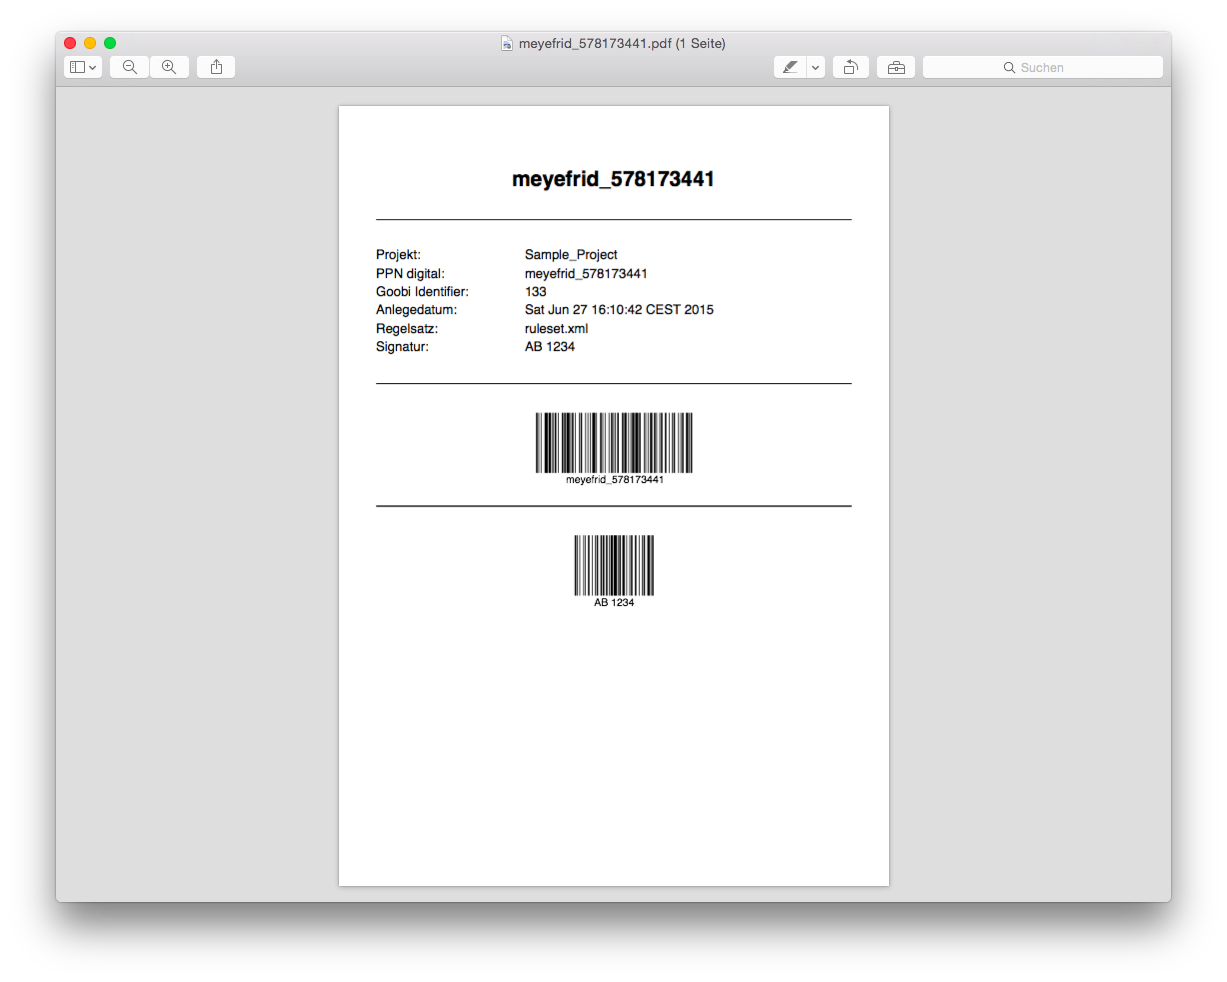 meyefrid_578173441.pdf (1 Seite)
Suchen
meyefrid_578173441
Projekt: Sample_Project
PPN digital: meyefrid_578173441
Goobi Identifier: 133
Anlegedatum: Sat Jun 27 16:10:42 CEST 2015
Regelsatz: ruleset.xml
Signatur: AB 1234
meyefrid_578173441
AB 1234